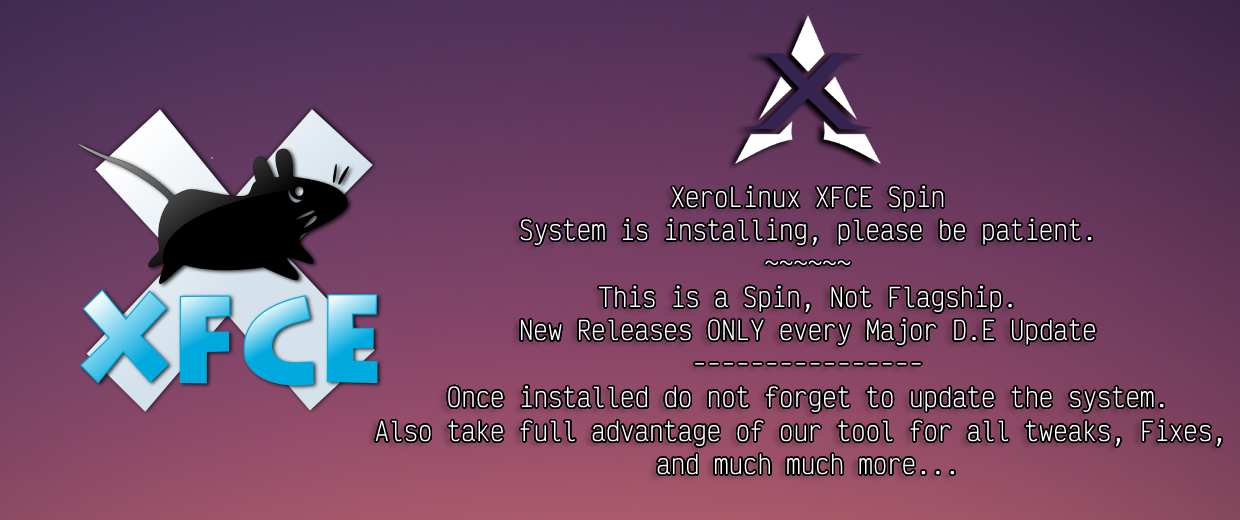 XFCE
XeroLinux XFCE Spin
System is installing, please be patient.
~~~~~~
This is a Spin, Not Flagship.
New Releases ONLY every Major D.E Update
----------------
Once installed do not forget to update the system.
Also take full advantage of our tool for all tweaks, Fixes,
and much much more...